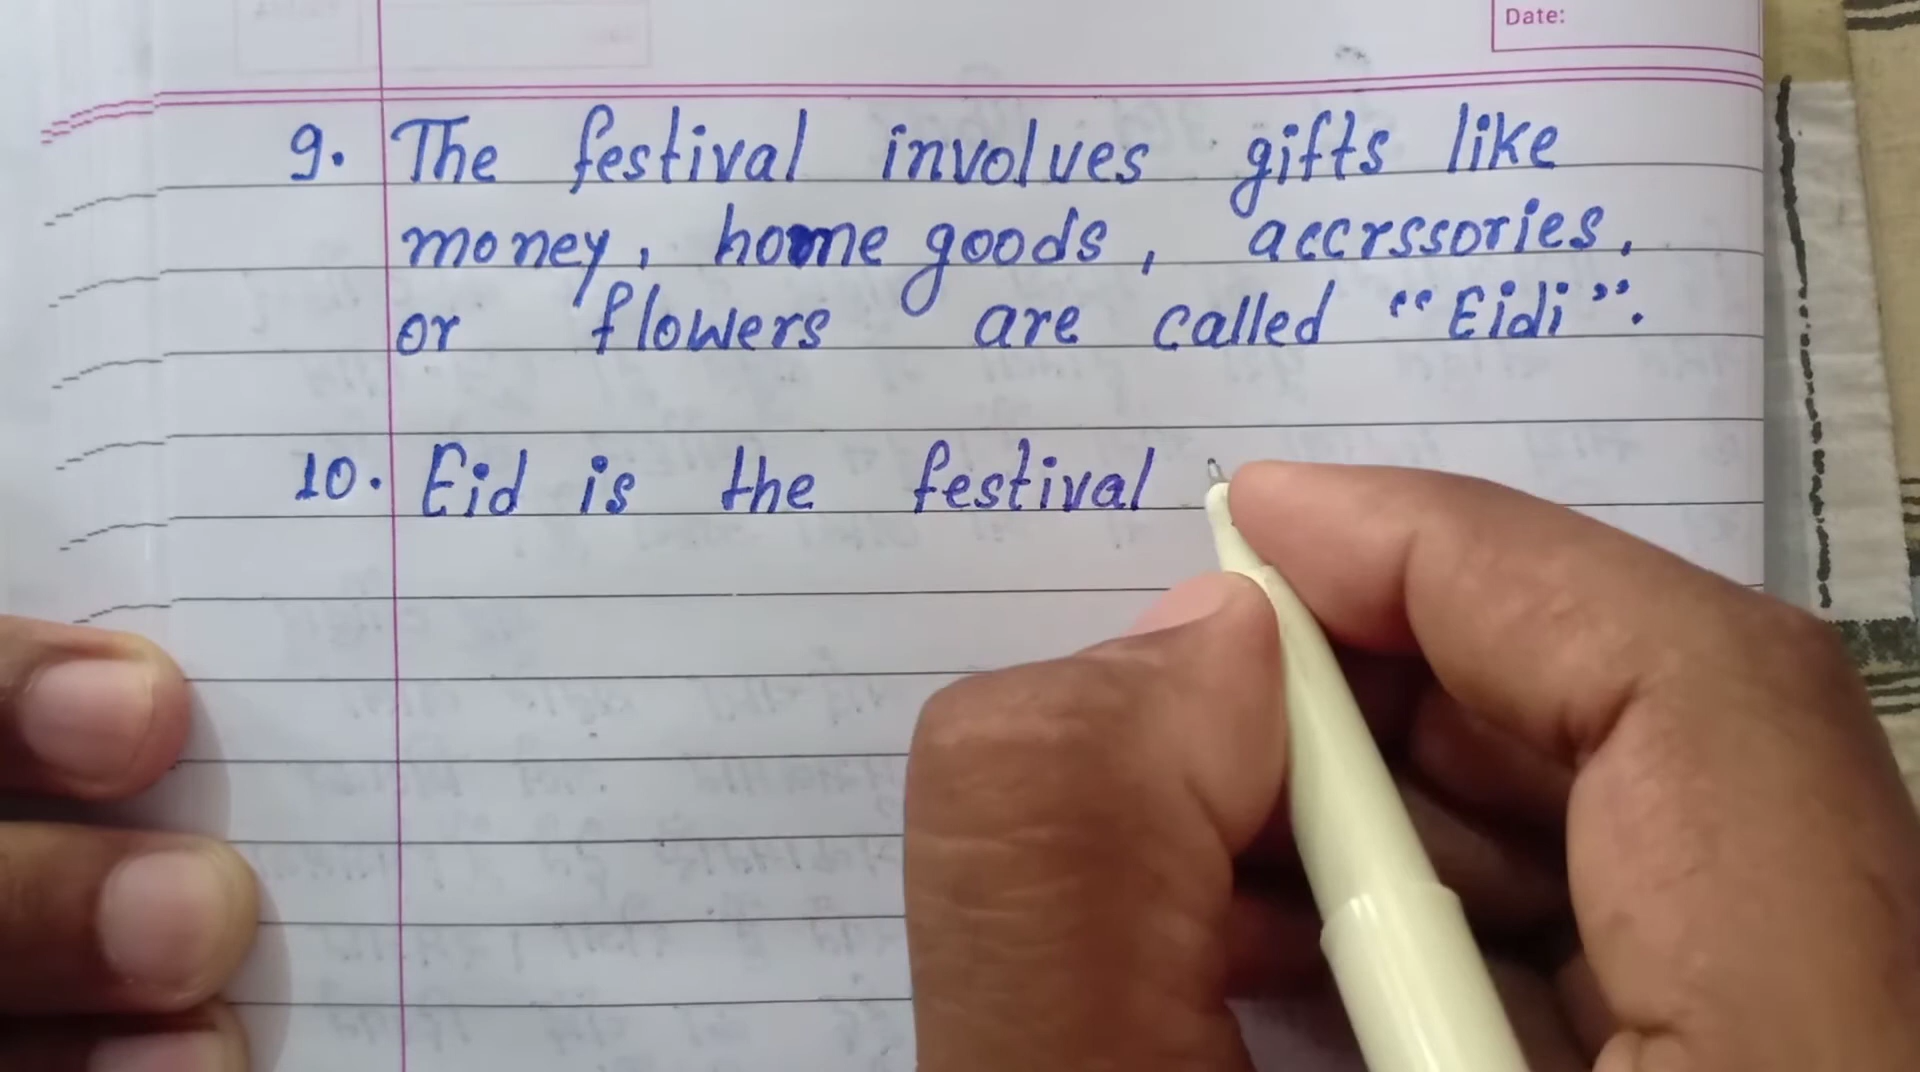 Date:
9. The festival involves gifts like
money, home goods, accrssories,
or flowers are called "Eidi".
10. Eid is the festival